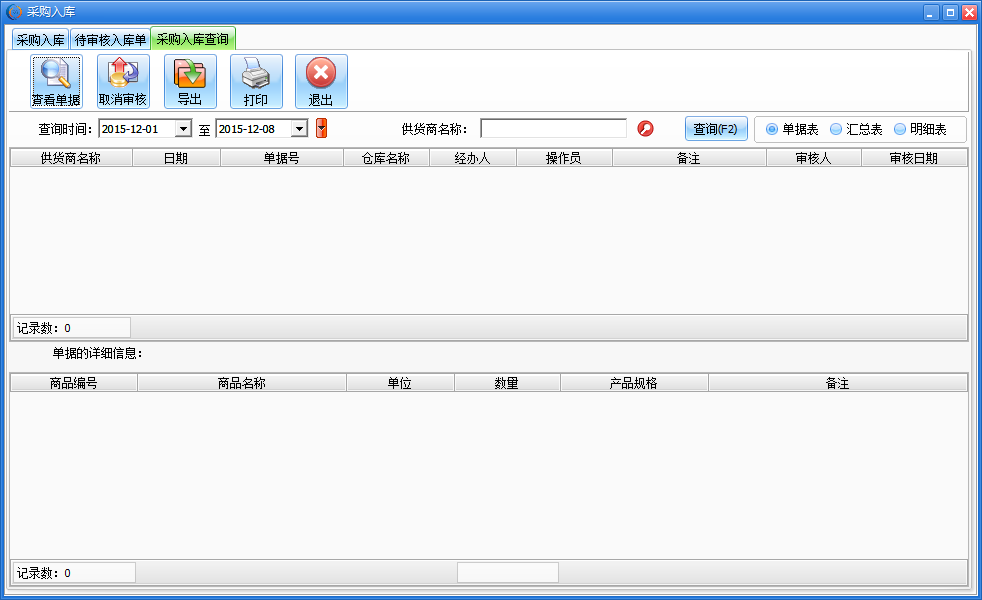 采购入库
采购入库 待审核入库单 采购入库查询
查看单据 取消审核 导出 打印 退出
查询时间: 2015-12-01 至 2015-12-08 供货商名称: 查询(F2) 单据表 汇总表 明细表
供货商名称 日期 单据号 仓库名称 经办人 操作员 备注 审核人 审核日期
记录数: 0
单据的详细信息:
商品编号 商品名称 单位 数量 产品规格 备注
记录数: 0